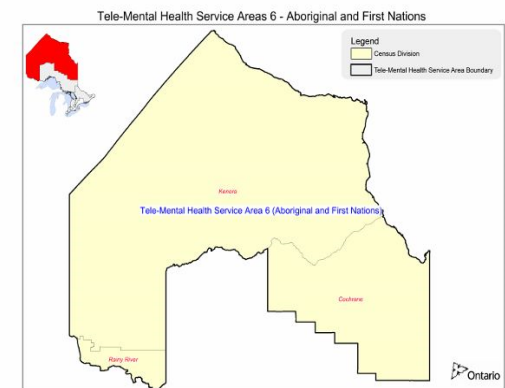 Tele-Mental Health Service Areas 6 - Aboriginal and First Nations
Legend
Census Division
Tele-Mental Health Service Area Boundary
Kenora
Tele-Mental Health Service Area 6 (Aboriginal and First Nations)
Cochrane
Rainy River
Ontario